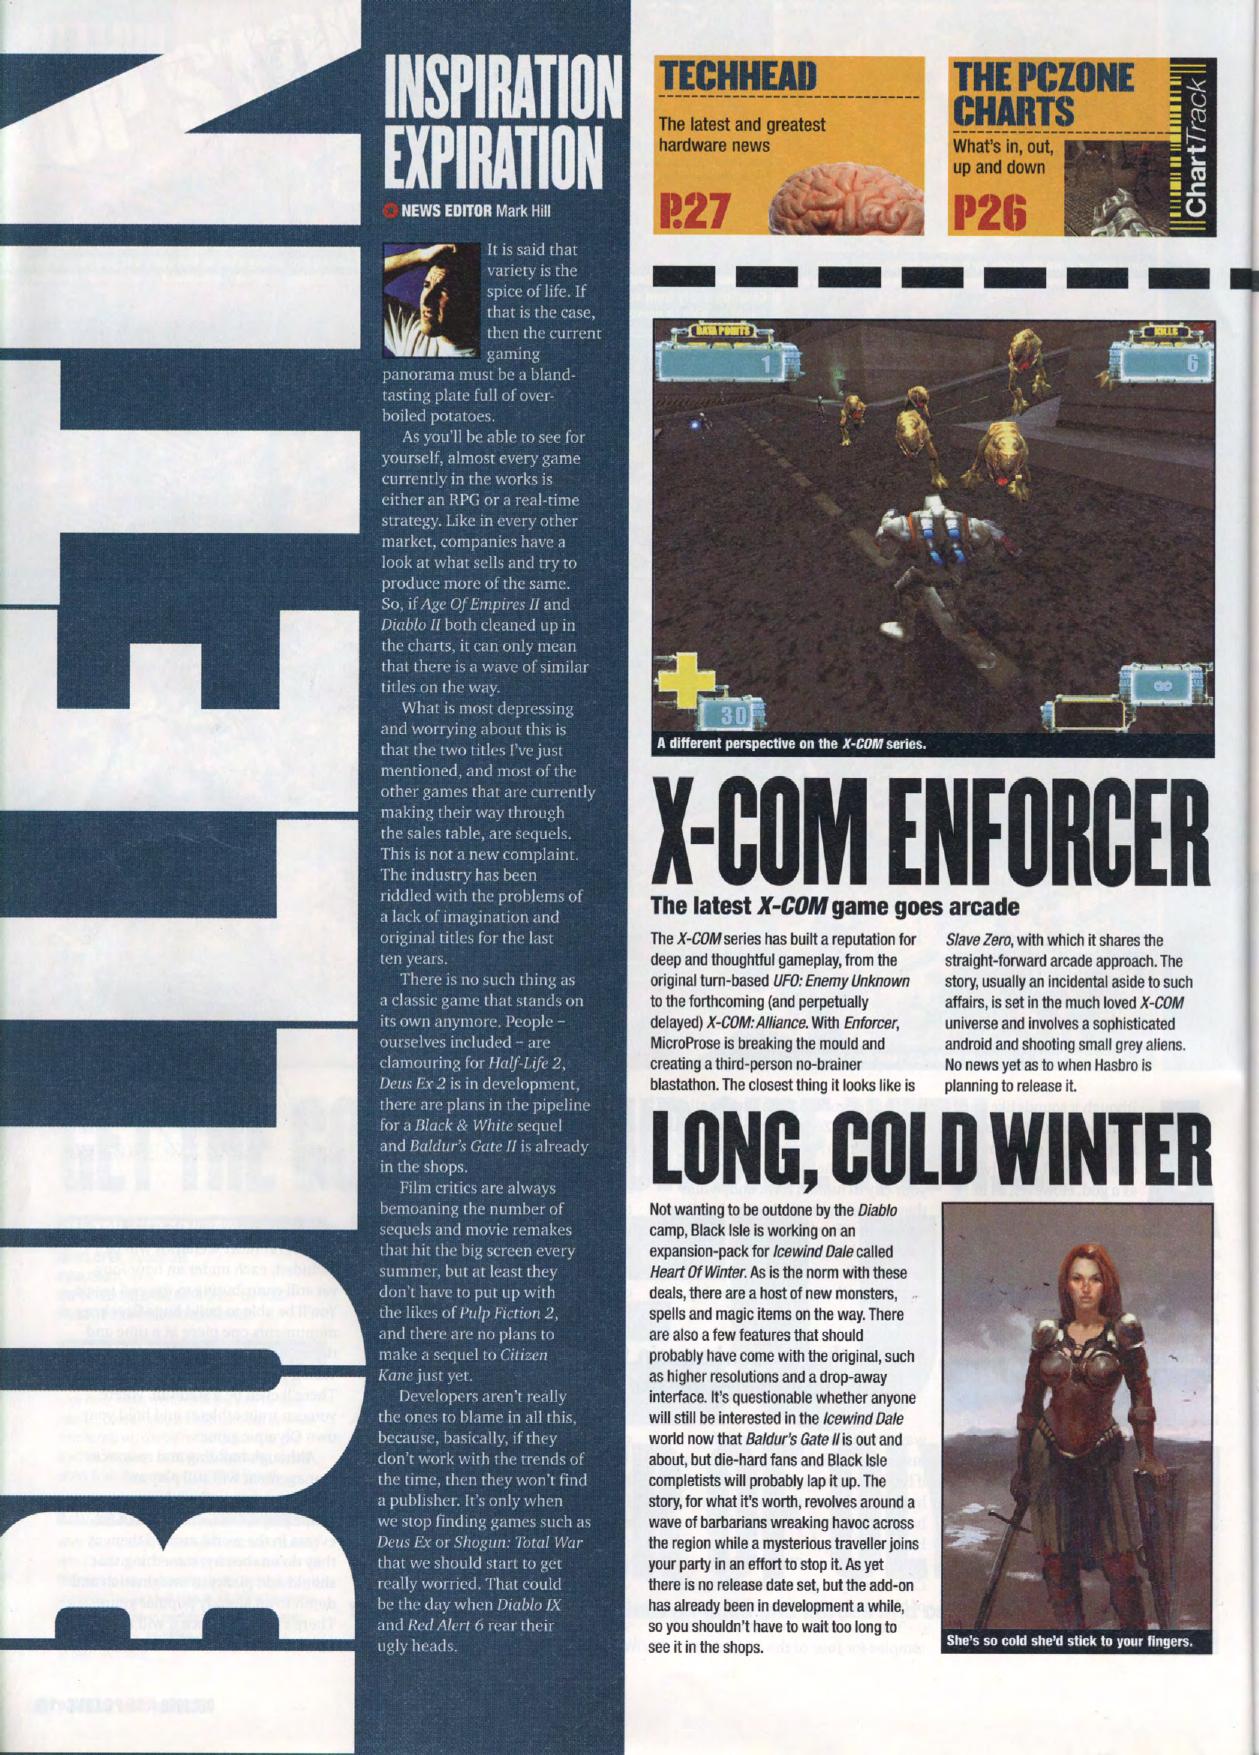 BULLETIN
INSPIRATION
EXPIRATION
NEWS EDITOR Mark Hill
It is said that
variety is the
spice of life. If
that is the case,
then the current
gaming
panorama must be a bland-
tasting plate full of over-
boiled potatoes.
As you'll be able to see for
yourself, almost every game
currently in the works is
either an RPG or a real-time
strategy. Like in every other
market, companies have a
look at what sells and try to
produce more of the same.
So, if Age Of Empires II and
Diablo II both cleaned up in
the charts, it can only mean
that there is a wave of similar
titles on the way.
What is most depressing
and worrying about this is
that the two titles I've just
mentioned, and most of the
other games that are currently
making their way through
the sales table, are sequels.
This is not a new complaint.
The industry has been
riddled with the problems of
a lack of imagination and
original titles for the last
ten years.
There is no such thing as
a classic game that stands on
its own anymore. People –
ourselves included – are
clamouring for Half-Life 2,
Deus Ex 2 is in development,
there are plans in the pipeline
for a Black & White sequel
and Baldur's Gate II is already
in the shops.
Film critics are always
bemoaning the number of
sequels and movie remakes
that hit the big screen every
summer, but at least they
don't have to put up with
the likes of Pulp Fiction 2,
and there are no plans to
make a sequel to Citizen
Kane just yet.
Developers aren't really
the ones to blame in all this,
because, basically, if they
don't work with the trends of
the time, then they won't find
a publisher. It's only when
we stop finding games such as
Deus Ex or Shogun: Total War
that we should start to get
really worried. That could
be the day when Diablo IX
and Red Alert 6 rear their
ugly heads.
TECHHEAD
The latest and greatest
hardware news
P.27
THE PCZONE
CHARTS
What's in, out,
up and down
P26
ChartTrack
DATA POINTS
1
KILLS
6
30
A different perspective on the X-COM series.
X-COM ENFORCER
The latest X-COM game goes arcade
The X-COM series has built a reputation for
deep and thoughtful gameplay, from the
original turn-based UFO: Enemy Unknown
to the forthcoming (and perpetually
delayed) X-COM: Alliance. With Enforcer,
MicroProse is breaking the mould and
creating a third-person no-brainer
blastathon. The closest thing it looks like is
Slave Zero, with which it shares the
straight-forward arcade approach. The
story, usually an incidental aside to such
affairs, is set in the much loved X-COM
universe and involves a sophisticated
android and shooting small grey aliens.
No news yet as to when Hasbro is
planning to release it.
LONG, COLD WINTER
Not wanting to be outdone by the Diablo
camp, Black Isle is working on an
expansion-pack for Icewind Dale called
Heart Of Winter. As is the norm with these
deals, there are a host of new monsters,
spells and magic items on the way. There
are also a few features that should
probably have come with the original, such
as higher resolutions and a drop-away
interface. It's questionable whether anyone
will still be interested in the Icewind Dale
world now that Baldur's Gate II is out and
about, but die-hard fans and Black Isle
completists will probably lap it up. The
story, for what it's worth, revolves around a
wave of barbarians wreaking havoc across
the region while a mysterious traveller joins
your party in an effort to stop it. As yet
there is no release date set, but the add-on
has already been in development a while,
so you shouldn't have to wait too long to
see it in the shops.
She's so cold she'd stick to your fingers.